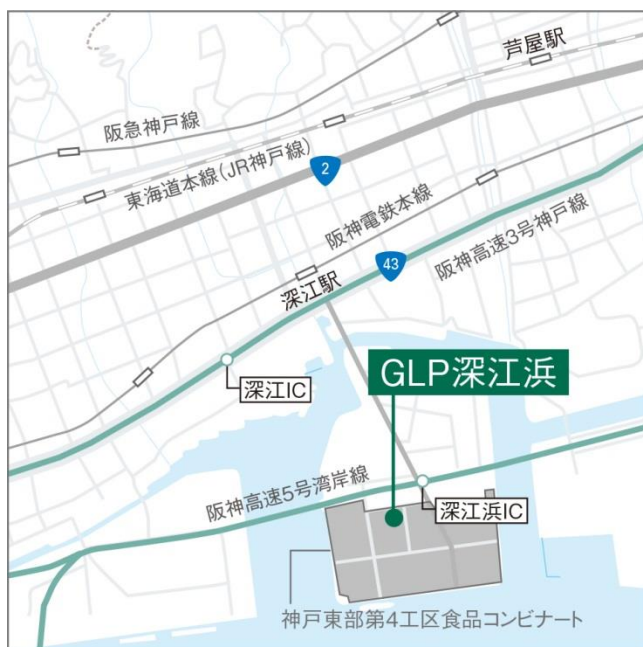 芦屋駅
阪急神戸線
東海道本線(JR神戸線)
2
阪神電鉄本線
阪神高速3号神戸線
43
深江駅
深江IC
GLP深江浜
阪神高速5号湾岸線
深江浜IC
神戸東部第4工区食品コンビナート